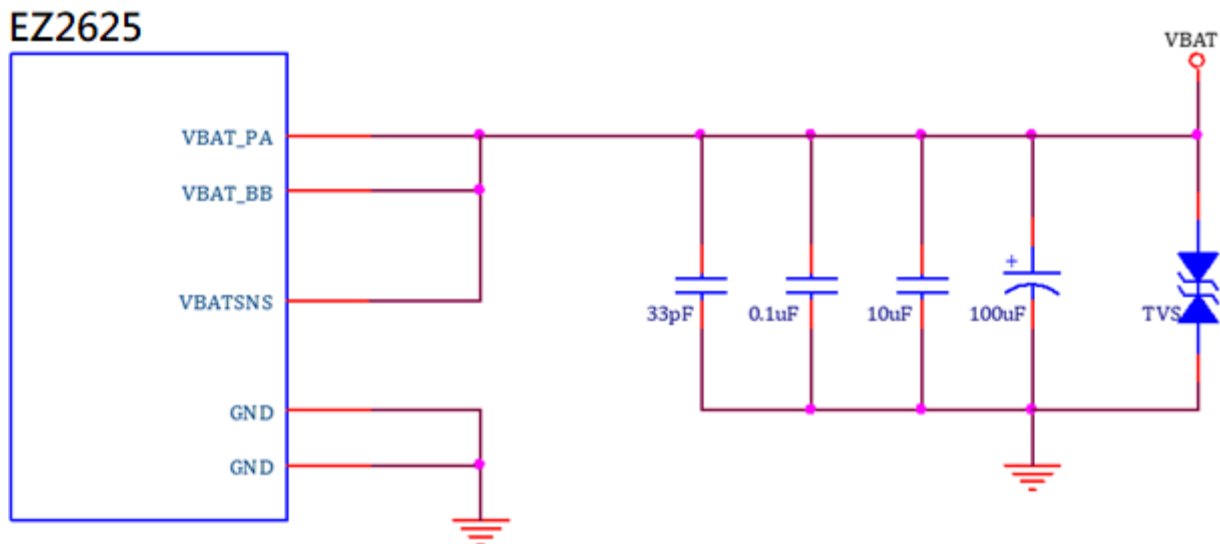 EZ2625
VBAT
VBAT_PA
VBAT_BB
VBATSNS
+
33pF 0.1uF 10uF 100uF TVS
GND
GND